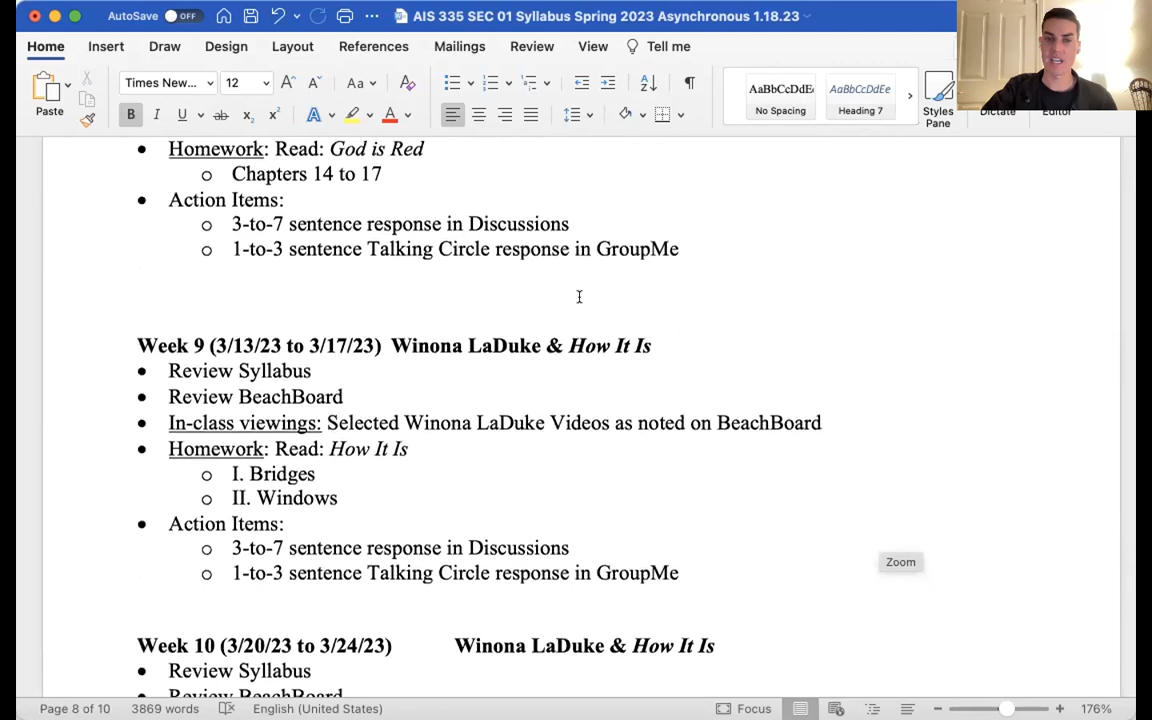 AutoSave OFF AIS 335 SEC 01 Syllabus Spring 2023 Asynchronous 1.18.23
Home Insert Draw Design Layout References Mailings Review View Tell me
Paste Times New... 12 A A Aa A AaBbCcDdE AaBbCcDdEe
B I U ab x2 x2 A A No Spacing Heading 7 Styles Pane Dictate Editor
• Homework: Read: God is Red
o Chapters 14 to 17
• Action Items:
o 3-to-7 sentence response in Discussions
o 1-to-3 sentence Talking Circle response in GroupMe
Week 9 (3/13/23 to 3/17/23) Winona LaDuke & How It Is
• Review Syllabus
• Review BeachBoard
• In-class viewings: Selected Winona LaDuke Videos as noted on BeachBoard
• Homework: Read: How It Is
o I. Bridges
o II. Windows
• Action Items:
o 3-to-7 sentence response in Discussions
Zoom
o 1-to-3 sentence Talking Circle response in GroupMe
Week 10 (3/20/23 to 3/24/23) Winona LaDuke & How It Is
• Review Syllabus
• Review BeachBoard
Page 8 of 10 3869 words English (United States) Focus 176%